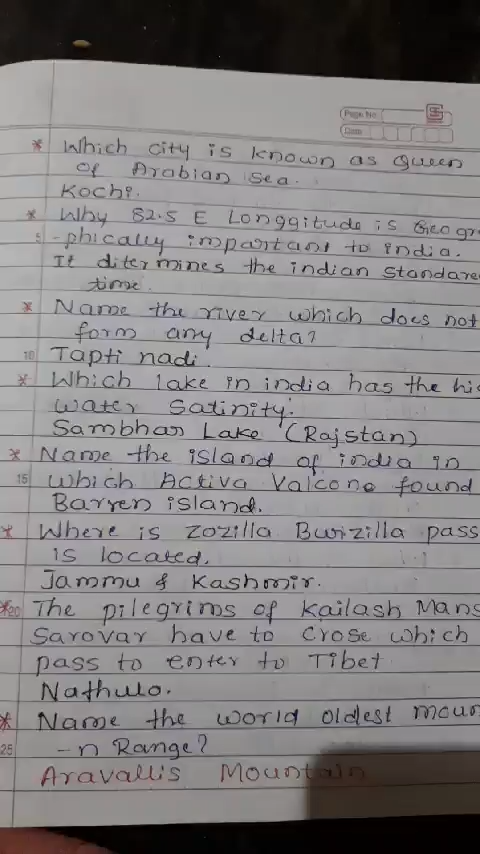 Page No. 5
Date
* Which city is known as queen
of Arabian sea.
Kochi.
* Why 82.5 E Longgitude is Geogr
5 -phically impartant to india.
It ditermines the indian Standare
time.
* Name the river which does not
form any delta?
10 Tapti nadi.
* Which lake in india has the hi
water Satinity.
Sambhar Lake (Rajstan)
* Name the island of india in
15 which Activa Valcono found
Barren island.
* Where is Zozilla Burzilla pass
is located.
Jammu & Kashmir.
*20 The pilegrims of Kailash Mans
Sarovar have to crose which
pass to enter to Tibet
Nathulo.
* Name the world oldest moun
25 -n Range?
Aravallis Mountain